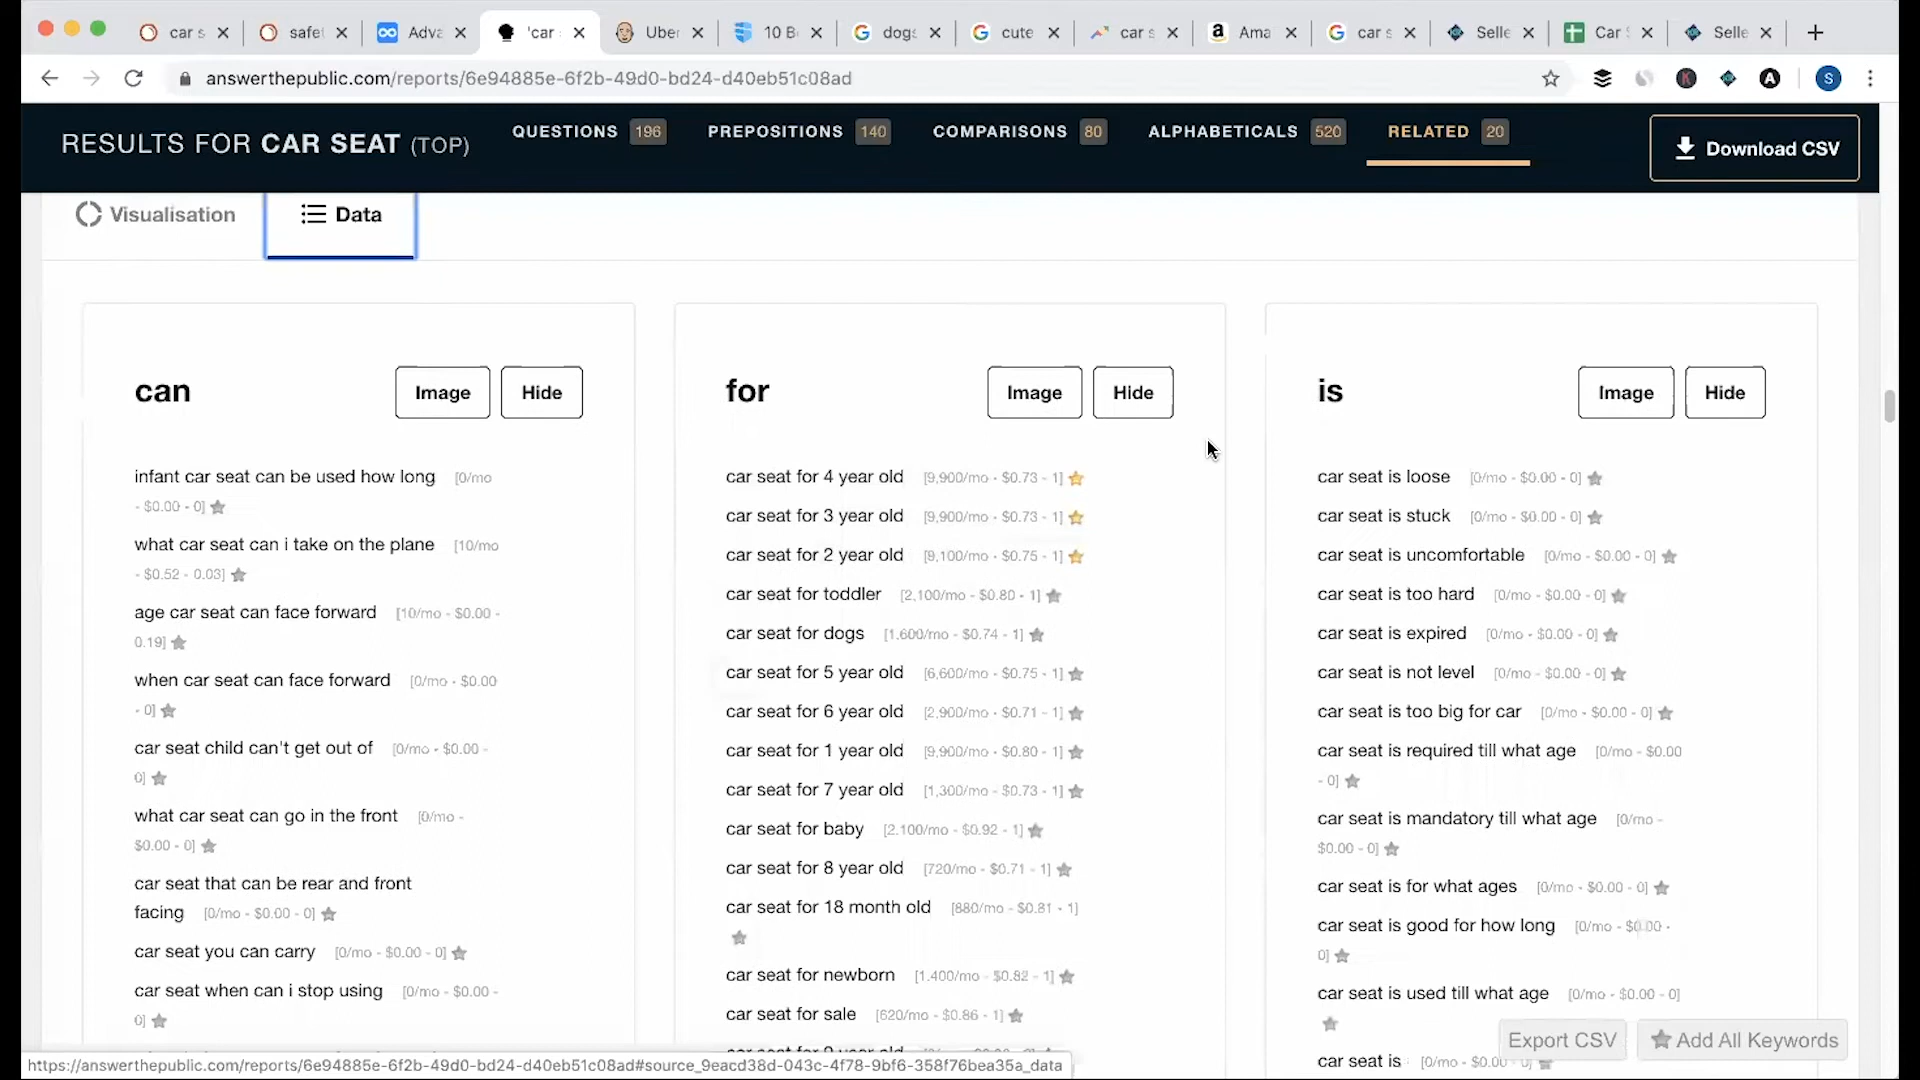 car s
safet
Adva
'car
Uber
10 B
dogs
cute
car s
Ama
car s
Selle
Car S
Selle
answerthepublic.com/reports/6e94885e-6f2b-49d0-bd24-d40eb51c08ad
S
RESULTS FOR CAR SEAT (TOP)
QUESTIONS 196
PREPOSITIONS 140
COMPARISONS 80
ALPHABETICALS 520
RELATED 20
Download CSV
Visualisation
Data
can
Image
Hide
infant car seat can be used how long [0/mo
- $0.00 - 0]
what car seat can i take on the plane [10/mo
- $0.52 - 0.03]
age car seat can face forward [10/mo - $0.00 -
0.19]
when car seat can face forward [0/mo - $0.00
- 0]
car seat child can't get out of [0/mo - $0.00 -
0]
what car seat can go in the front [0/mo -
$0.00 - 0]
car seat that can be rear and front
facing [0/mo - $0.00 - 0]
car seat you can carry [0/mo - $0.00 - 0]
car seat when can i stop using [0/mo - $0.00 -
0]
for
Image
Hide
car seat for 4 year old [9,900/mo - $0.73 - 1]
car seat for 3 year old [9,900/mo - $0.73 - 1]
car seat for 2 year old [9,100/mo - $0.75 - 1]
car seat for toddler [2,100/mo - $0.80 - 1]
car seat for dogs [1,600/mo - $0.74 - 1]
car seat for 5 year old [6,600/mo - $0.75 - 1]
car seat for 6 year old [2,900/mo - $0.71 - 1]
car seat for 1 year old [9,900/mo - $0.80 - 1]
car seat for 7 year old [1,300/mo - $0.73 - 1]
car seat for baby [2,100/mo - $0.92 - 1]
car seat for 8 year old [720/mo - $0.71 - 1]
car seat for 18 month old [880/mo - $0.81 - 1]
car seat for newborn [1,400/mo - $0.82 - 1]
car seat for sale [620/mo - $0.86 - 1]
is
Image
Hide
car seat is loose [0/mo - $0.00 - 0]
car seat is stuck [0/mo - $0.00 - 0]
car seat is uncomfortable [0/mo - $0.00 - 0]
car seat is too hard [0/mo - $0.00 - 0]
car seat is expired [0/mo - $0.00 - 0]
car seat is not level [0/mo - $0.00 - 0]
car seat is too big for car [0/mo - $0.00 - 0]
car seat is required till what age [0/mo - $0.00
- 0]
car seat is mandatory till what age [0/mo -
$0.00 - 0]
car seat is for what ages [0/mo - $0.00 - 0]
car seat is good for how long [0/mo - $0.00 -
0]
car seat is used till what age [0/mo - $0.00 - 0]
car seat is [0/mo - $0.00 - 0]
Export CSV
Add All Keywords
https://answerthepublic.com/reports/6e94885e-6f2b-49d0-bd24-d40eb51c08ad#source_9eacd38d-043c-4f78-9bf6-358f76bea35a_data